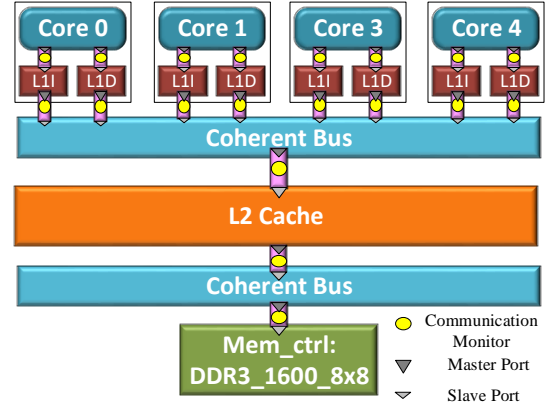 Core 0
Core 1
Core 3
Core 4
L1I
L1D
L1I
L1D
L1I
L1D
L1I
L1D
Coherent Bus
L2 Cache
Coherent Bus
Mem_ctrl:
DDR3_1600_8x8
Communication
Monitor
Master Port
Slave Port